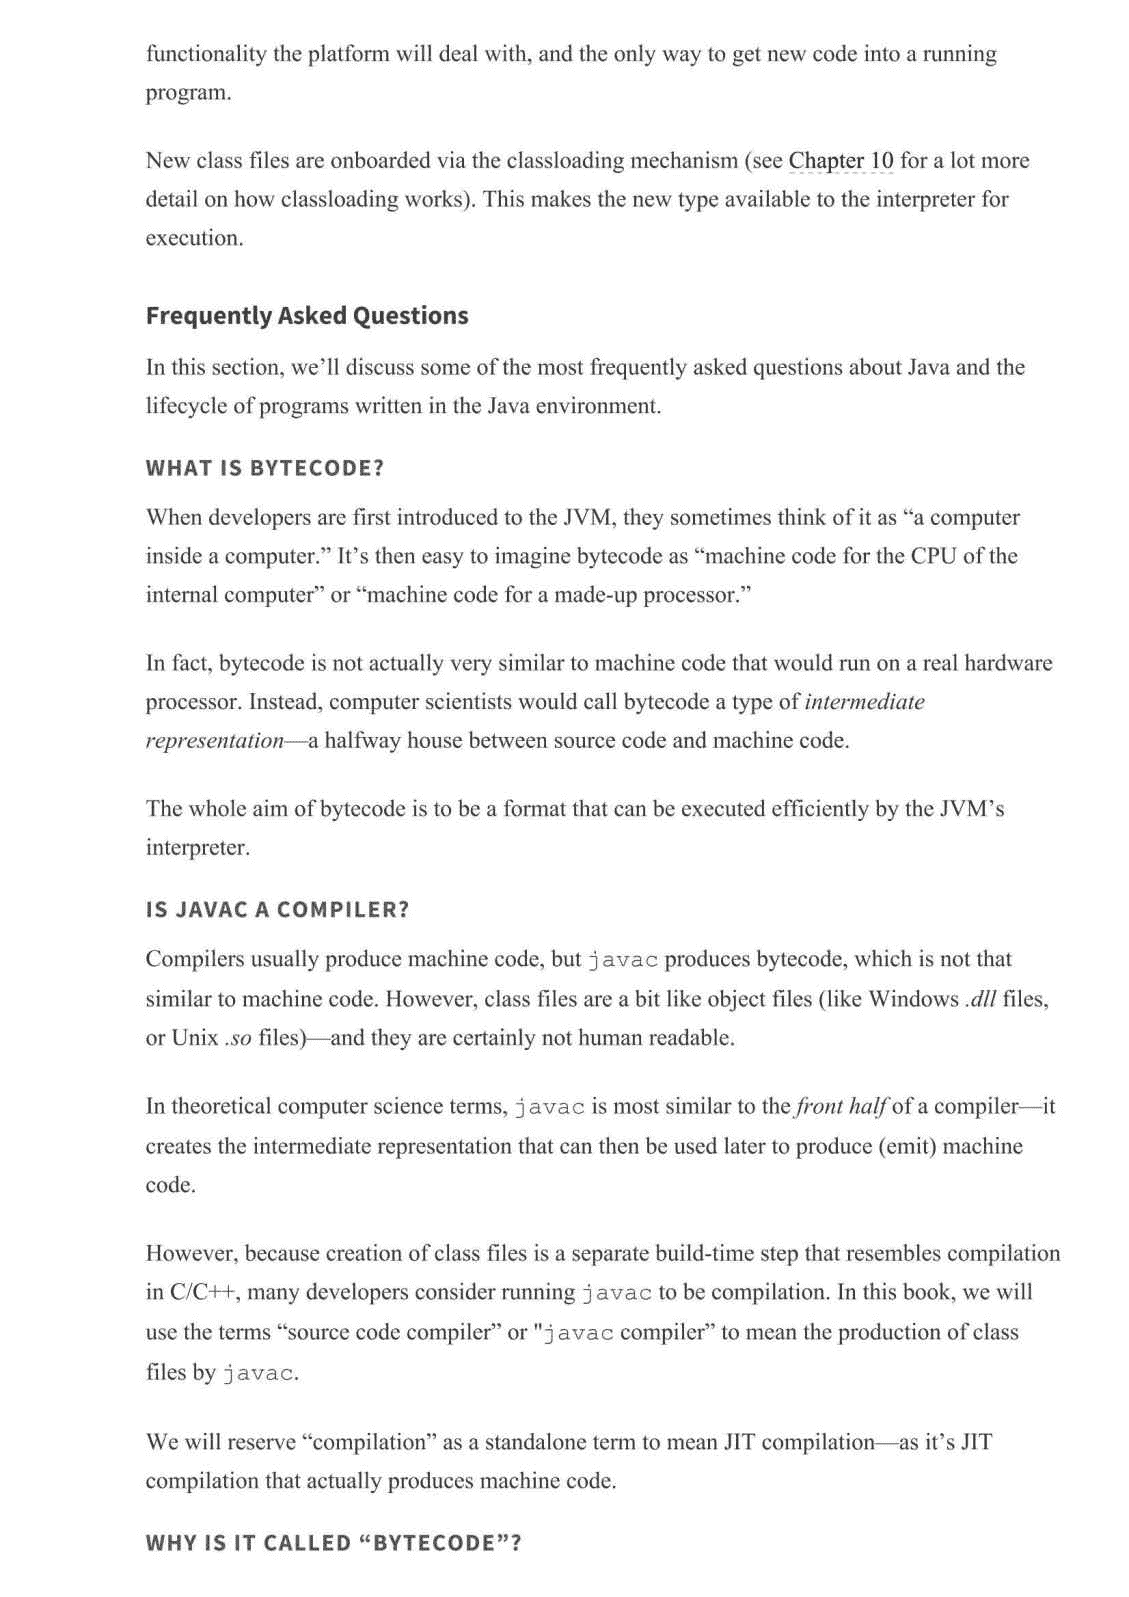 functionality the platform will deal with, and the only way to get new code into a running
program.
New class files are onboarded via the classloading mechanism (see Chapter 10 for a lot more
detail on how classloading works). This makes the new type available to the interpreter for
execution.
Frequently Asked Questions
In this section, we’ll discuss some of the most frequently asked questions about Java and the
lifecycle of programs written in the Java environment.
WHAT IS BYTECODE?
When developers are first introduced to the JVM, they sometimes think of it as “a computer
inside a computer.” It’s then easy to imagine bytecode as “machine code for the CPU of the
internal computer” or “machine code for a made-up processor.”
In fact, bytecode is not actually very similar to machine code that would run on a real hardware
processor. Instead, computer scientists would call bytecode a type of intermediate
representation—a halfway house between source code and machine code.
The whole aim of bytecode is to be a format that can be executed efficiently by the JVM’s
interpreter.
IS JAVAC A COMPILER?
Compilers usually produce machine code, but javac produces bytecode, which is not that
similar to machine code. However, class files are a bit like object files (like Windows .dll files,
or Unix .so files)—and they are certainly not human readable.
In theoretical computer science terms, javac is most similar to the front half of a compiler—it
creates the intermediate representation that can then be used later to produce (emit) machine
code.
However, because creation of class files is a separate build-time step that resembles compilation
in C/C++, many developers consider running javac to be compilation. In this book, we will
use the terms “source code compiler” or "javac compiler” to mean the production of class
files by javac.
We will reserve “compilation” as a standalone term to mean JIT compilation—as it’s JIT
compilation that actually produces machine code.
WHY IS IT CALLED “BYTECODE”?